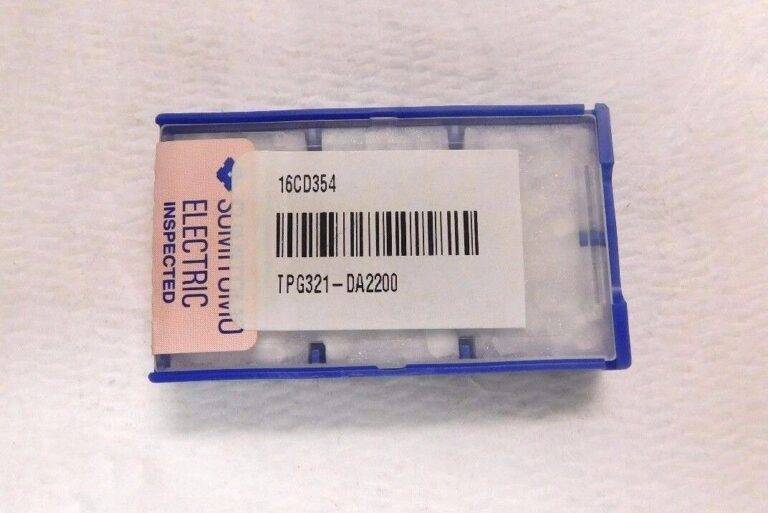 16CD354
TPG321-DA2200
SUMITOMO
ELECTRIC
INSPECTED